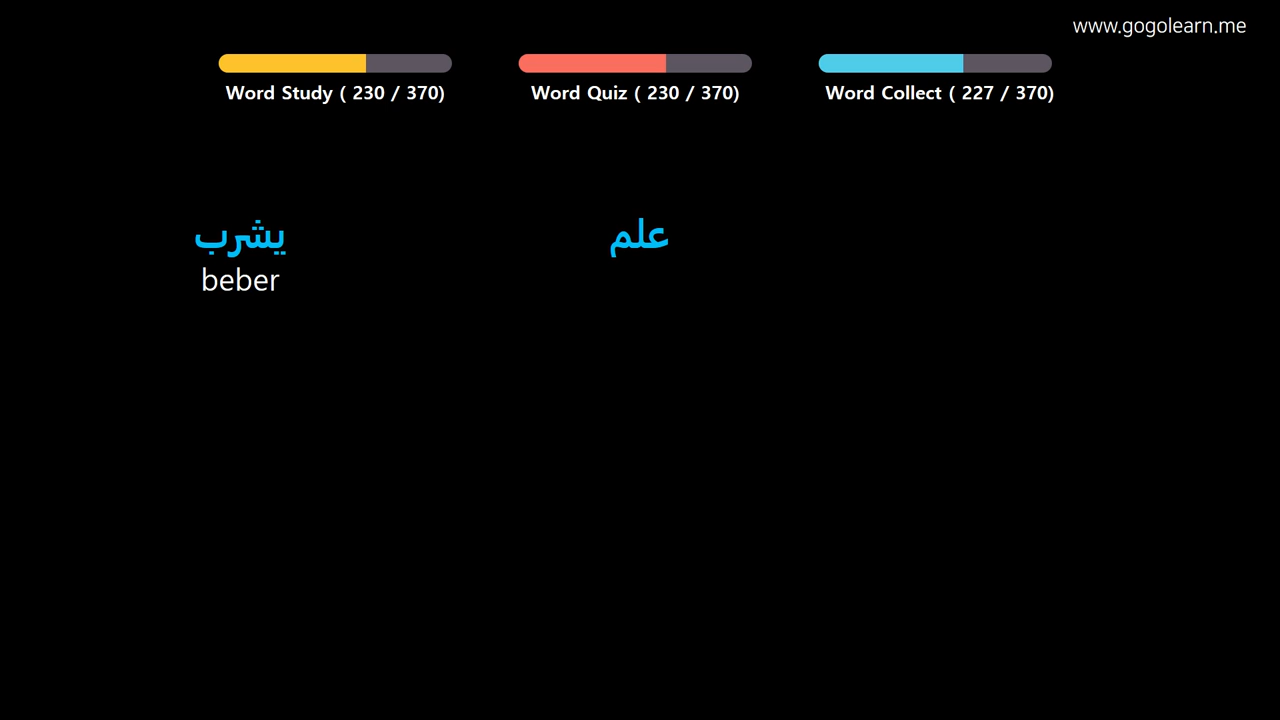 www.gogolearn.me
Word Study ( 230 / 370)
Word Quiz ( 230 / 370)
Word Collect ( 227 / 370)
يشرب
beber
علم